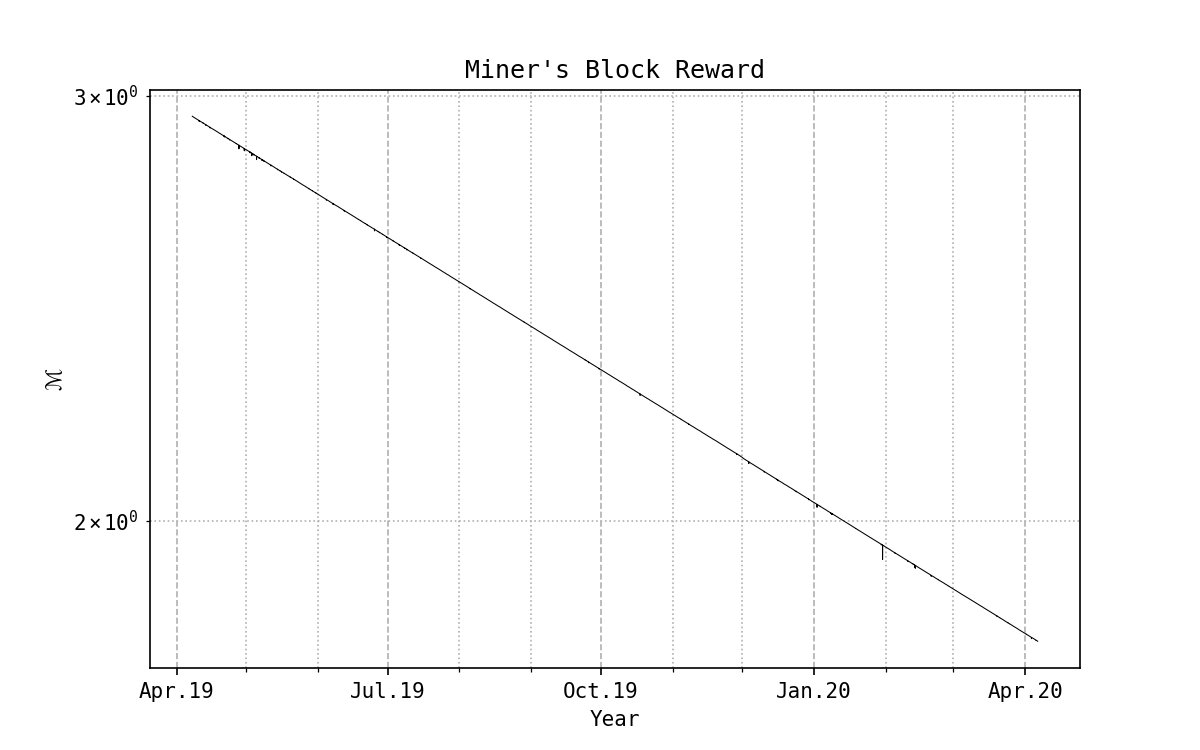 Miner's Block Reward
3×10⁰
ℳ
2×10⁰
Apr.19 Jul.19 Oct.19 Jan.20 Apr.20
Year